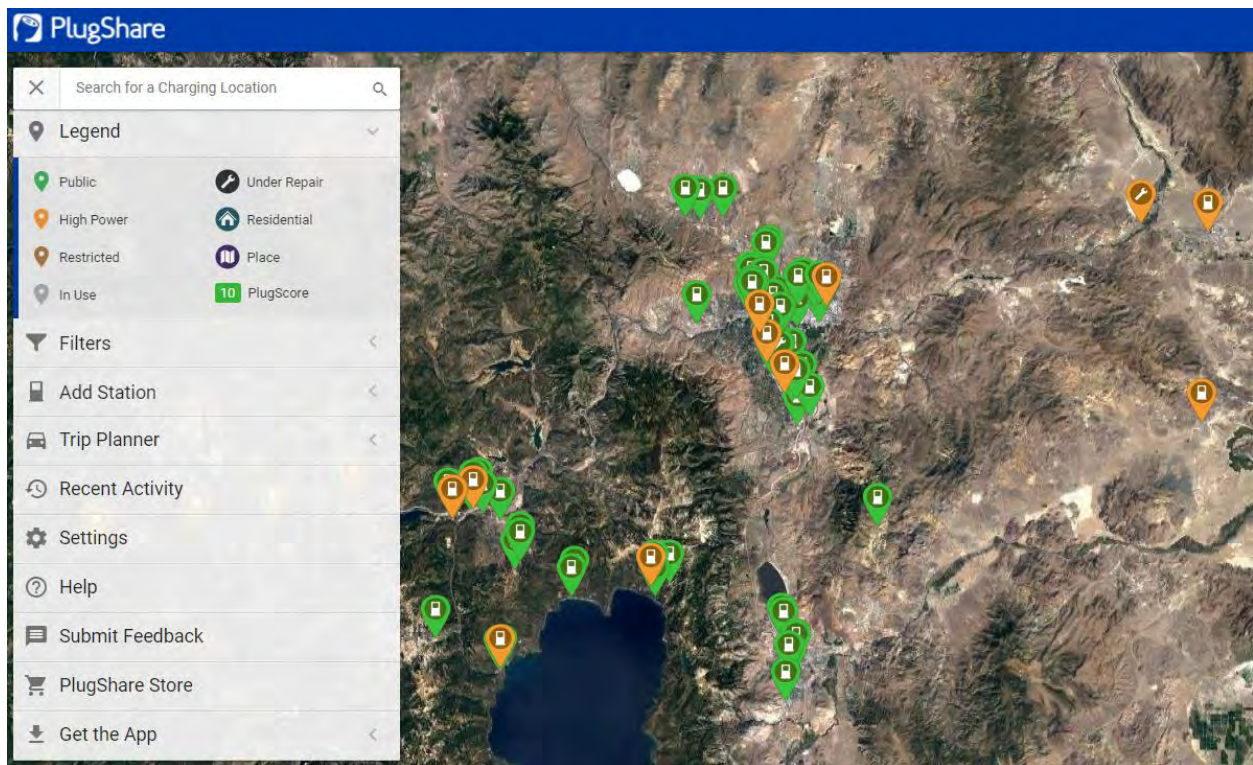 PlugShare
Search for a Charging Location
Legend
Public
Under Repair
High Power
Residential
Restricted
Place
In Use
10 PlugScore
Filters
Add Station
Trip Planner
Recent Activity
Settings
Help
Submit Feedback
PlugShare Store
Get the App